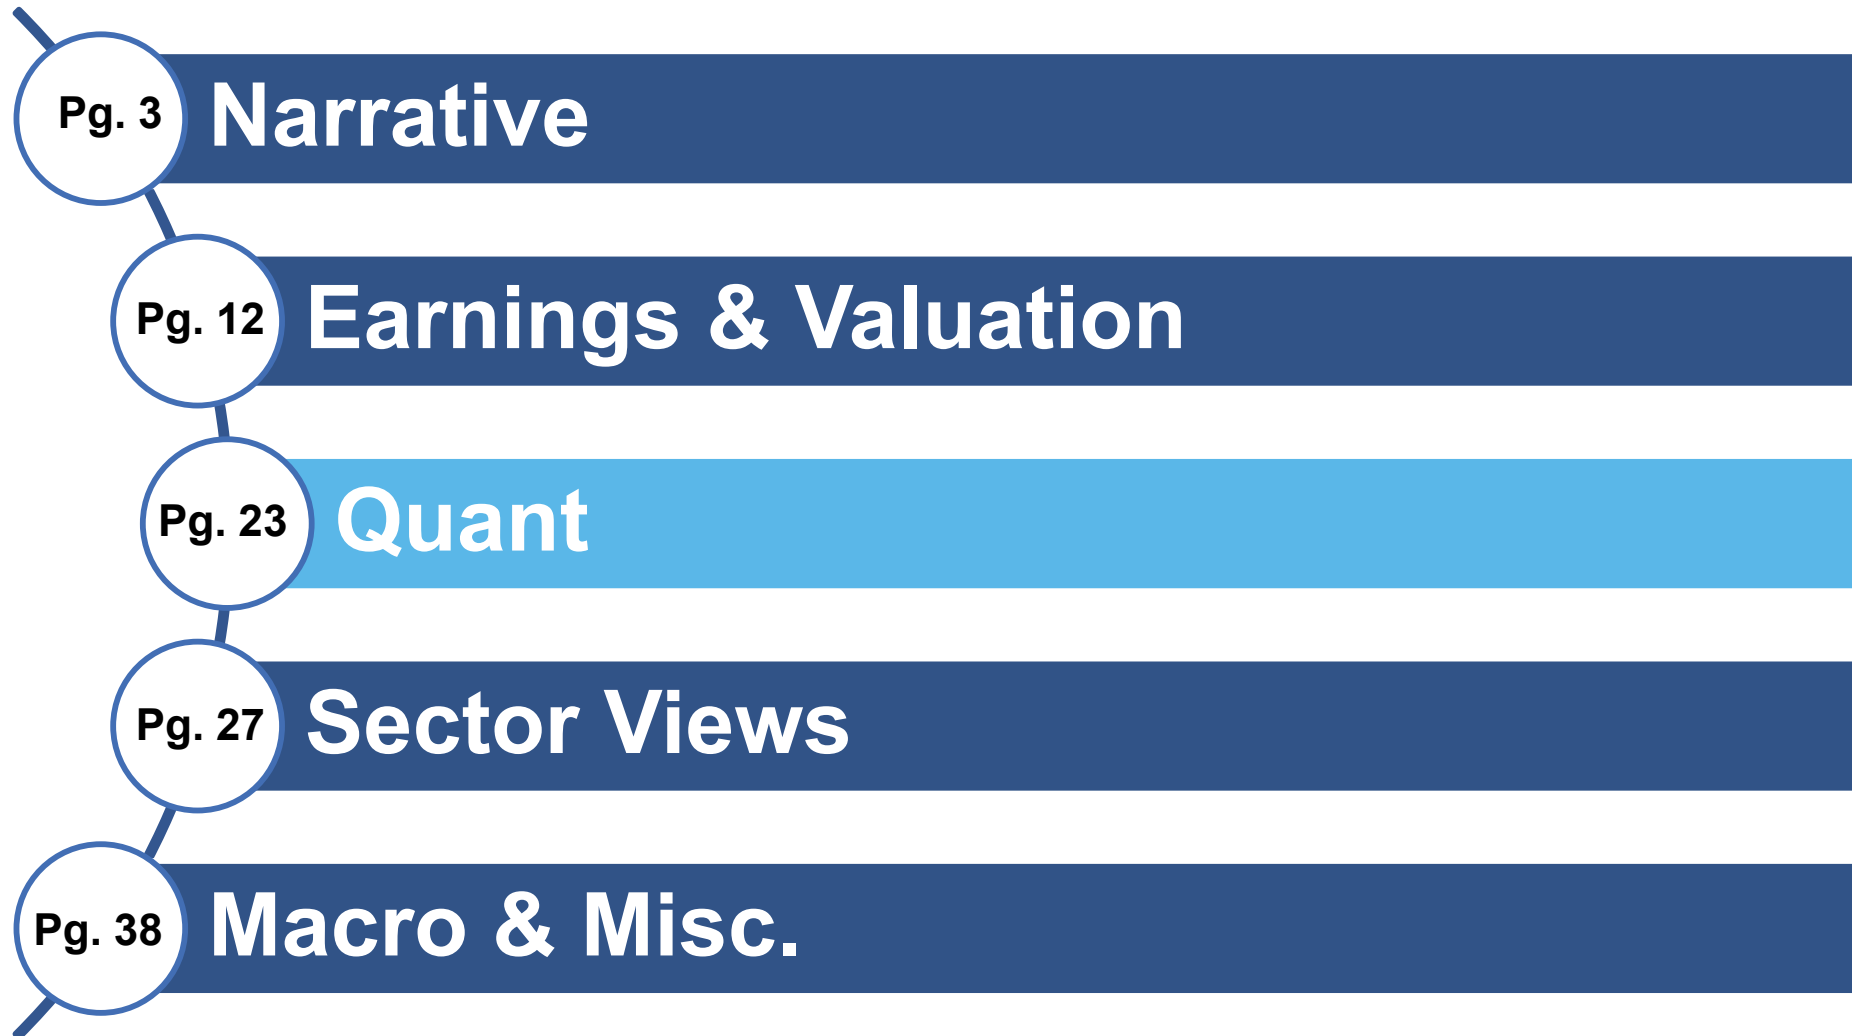 Pg. 3 Narrative
Pg. 12 Earnings & Valuation
Pg. 23 Quant
Pg. 27 Sector Views
Pg. 38 Macro & Misc.